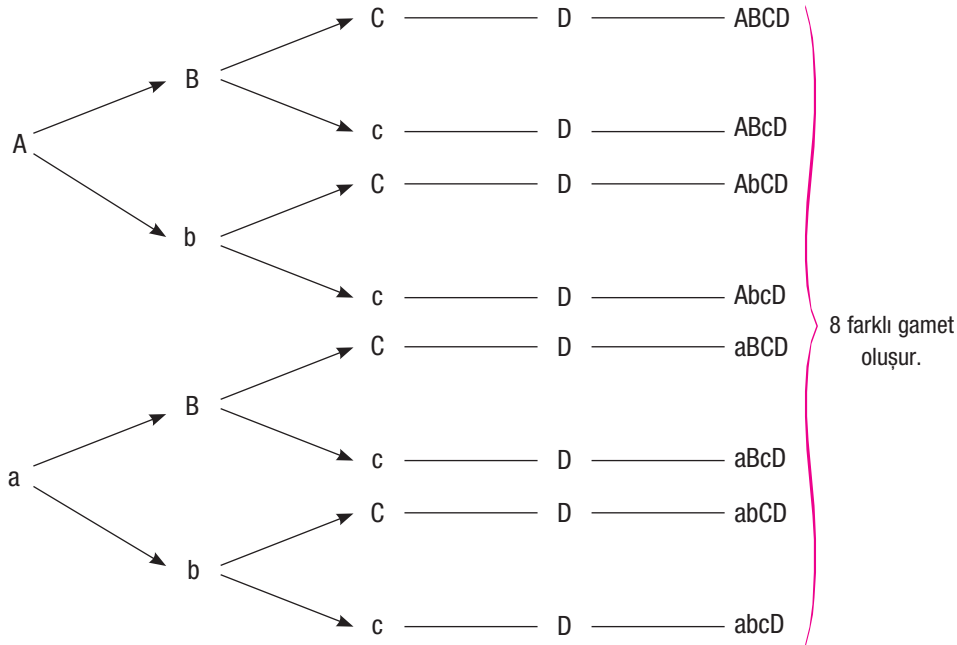 C D ABCD
B
c D ABcD
A
C D AbCD
b
c D AbcD
8 farklı gamet
oluşur.
C D aBCD
B
c D aBcD
a
C D abCD
b
c D abcD